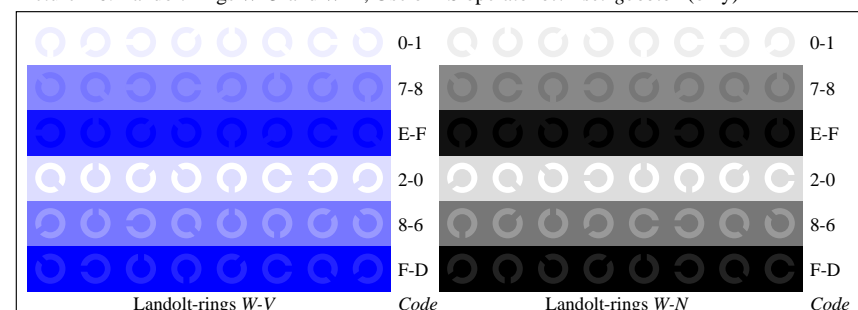 0-1 0-1
7-8 7-8
E-F E-F
2-0 2-0
8-6 8-6
F-D F-D
Landolt-rings W-V Code Landolt-rings W-N Code